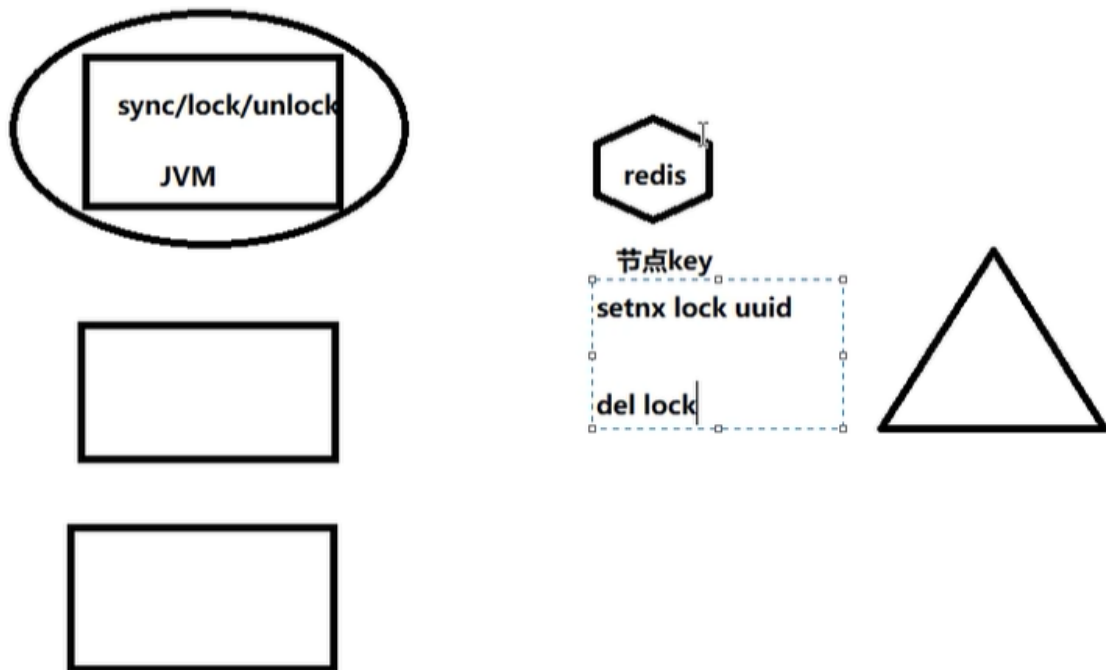 sync/lock/unlock
JVM
redis
节点key
setnx lock uuid
del lock